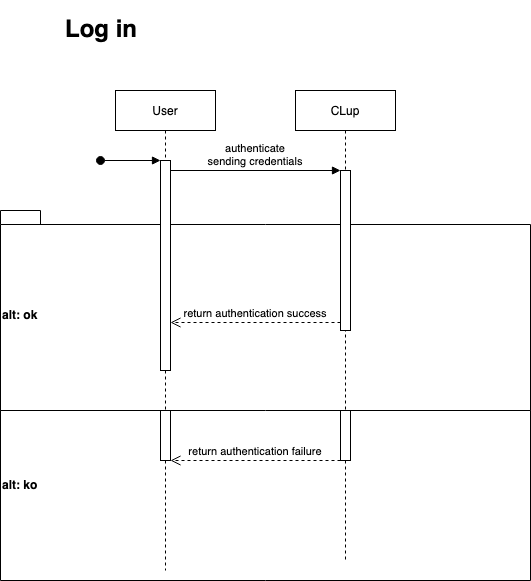 Log in
User
CLup
authenticate
sending credentials
alt: ok
return authentication success
return authentication failure
alt: ko